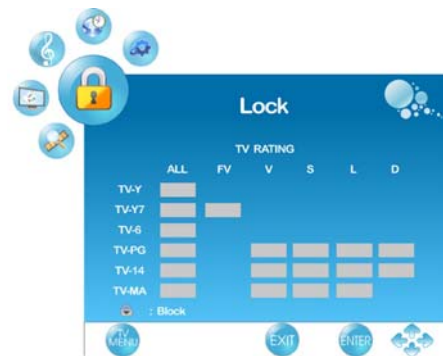 Lock
TV RATING
ALL FV V S L D
TV-Y
TV-Y7
TV-6
TV-PG
TV-14
TV-MA
: Block
TV MENU
EXIT
ENTER